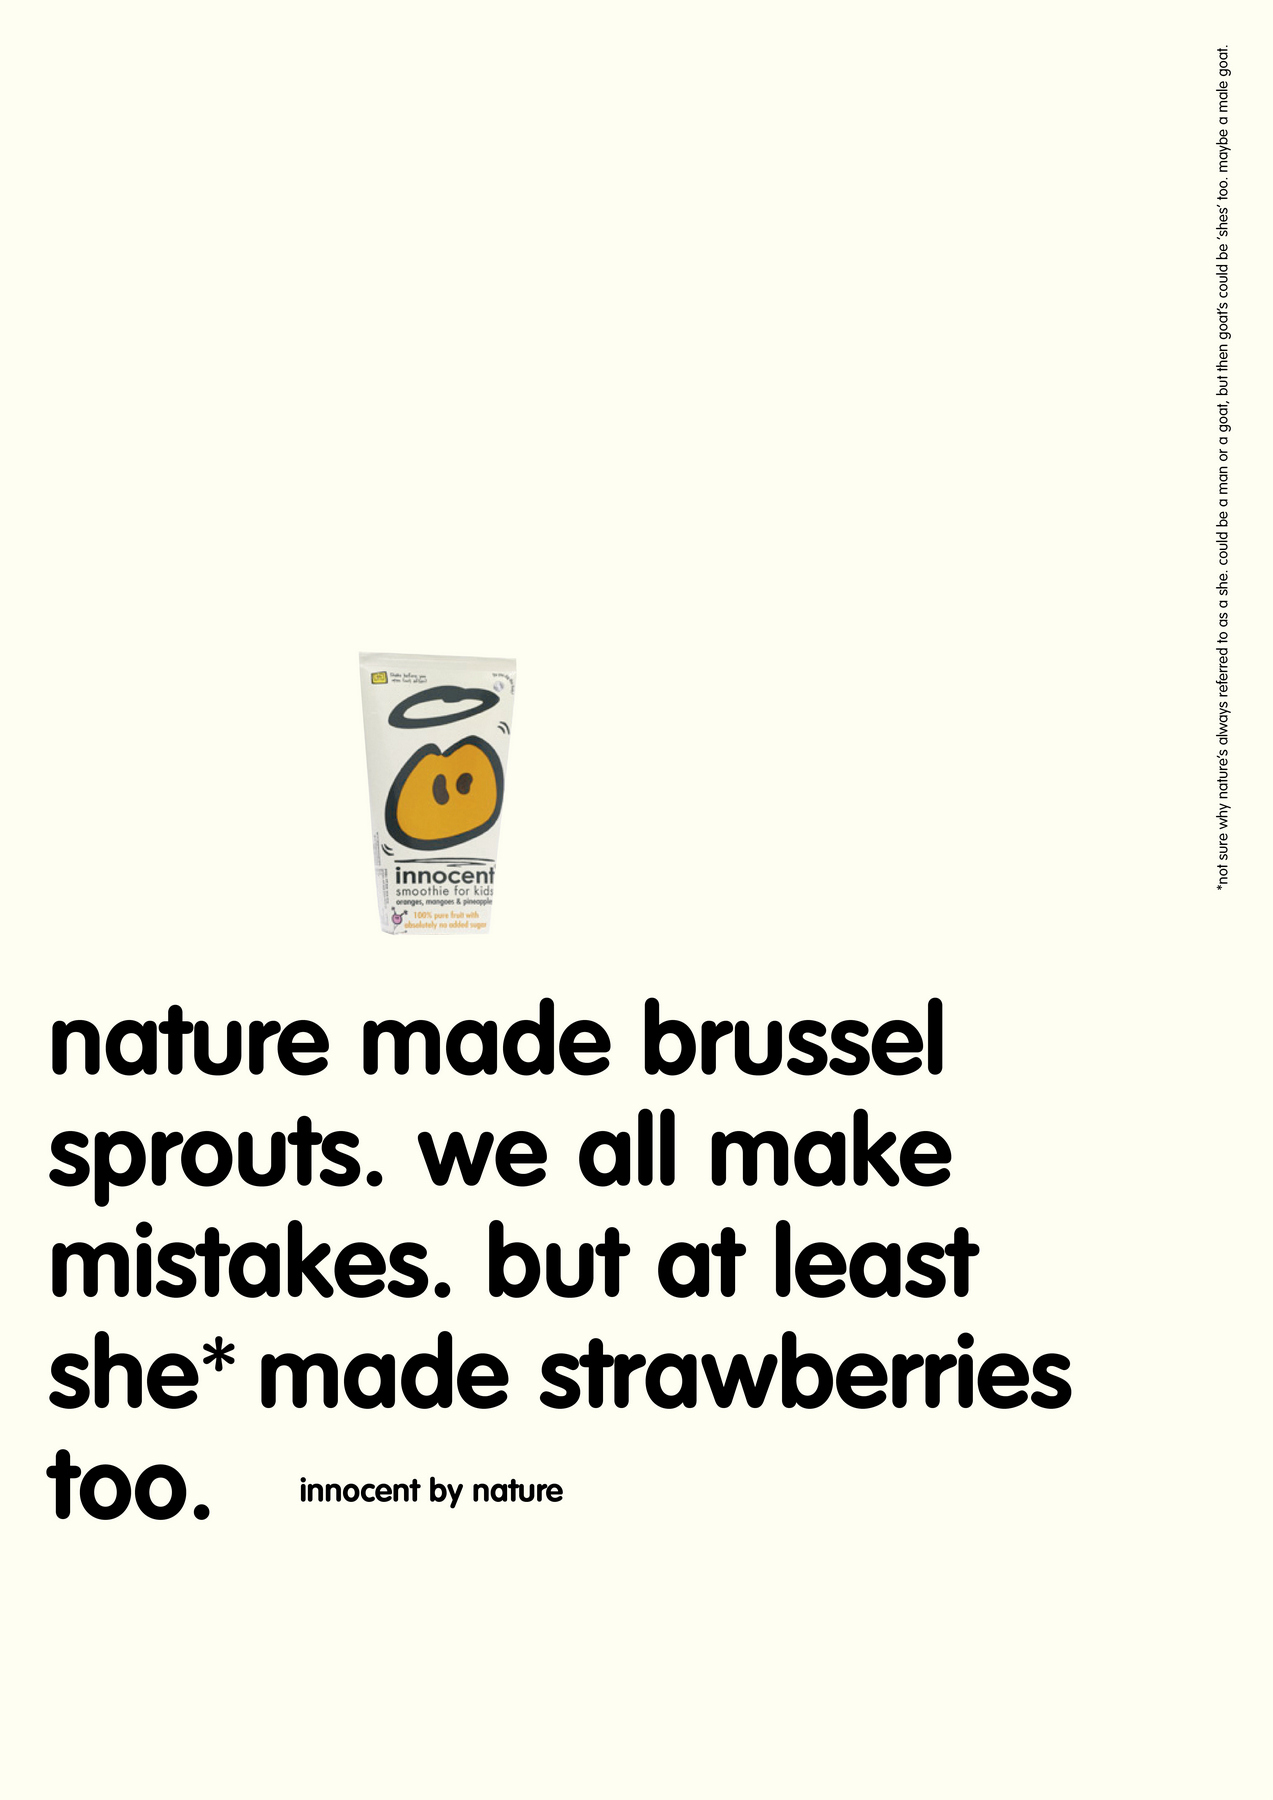 *not sure why nature's always referred to as a she. could be a man or a goat, but then goat's could be 'shes' too. maybe a male goat.
innocent
smoothie for kids
oranges, mangoes & pineapple
100% pure fruit with
absolutely no added sugar
nature made brussel
sprouts. we all make
mistakes. but at least
she* made strawberries
too.
innocent by nature